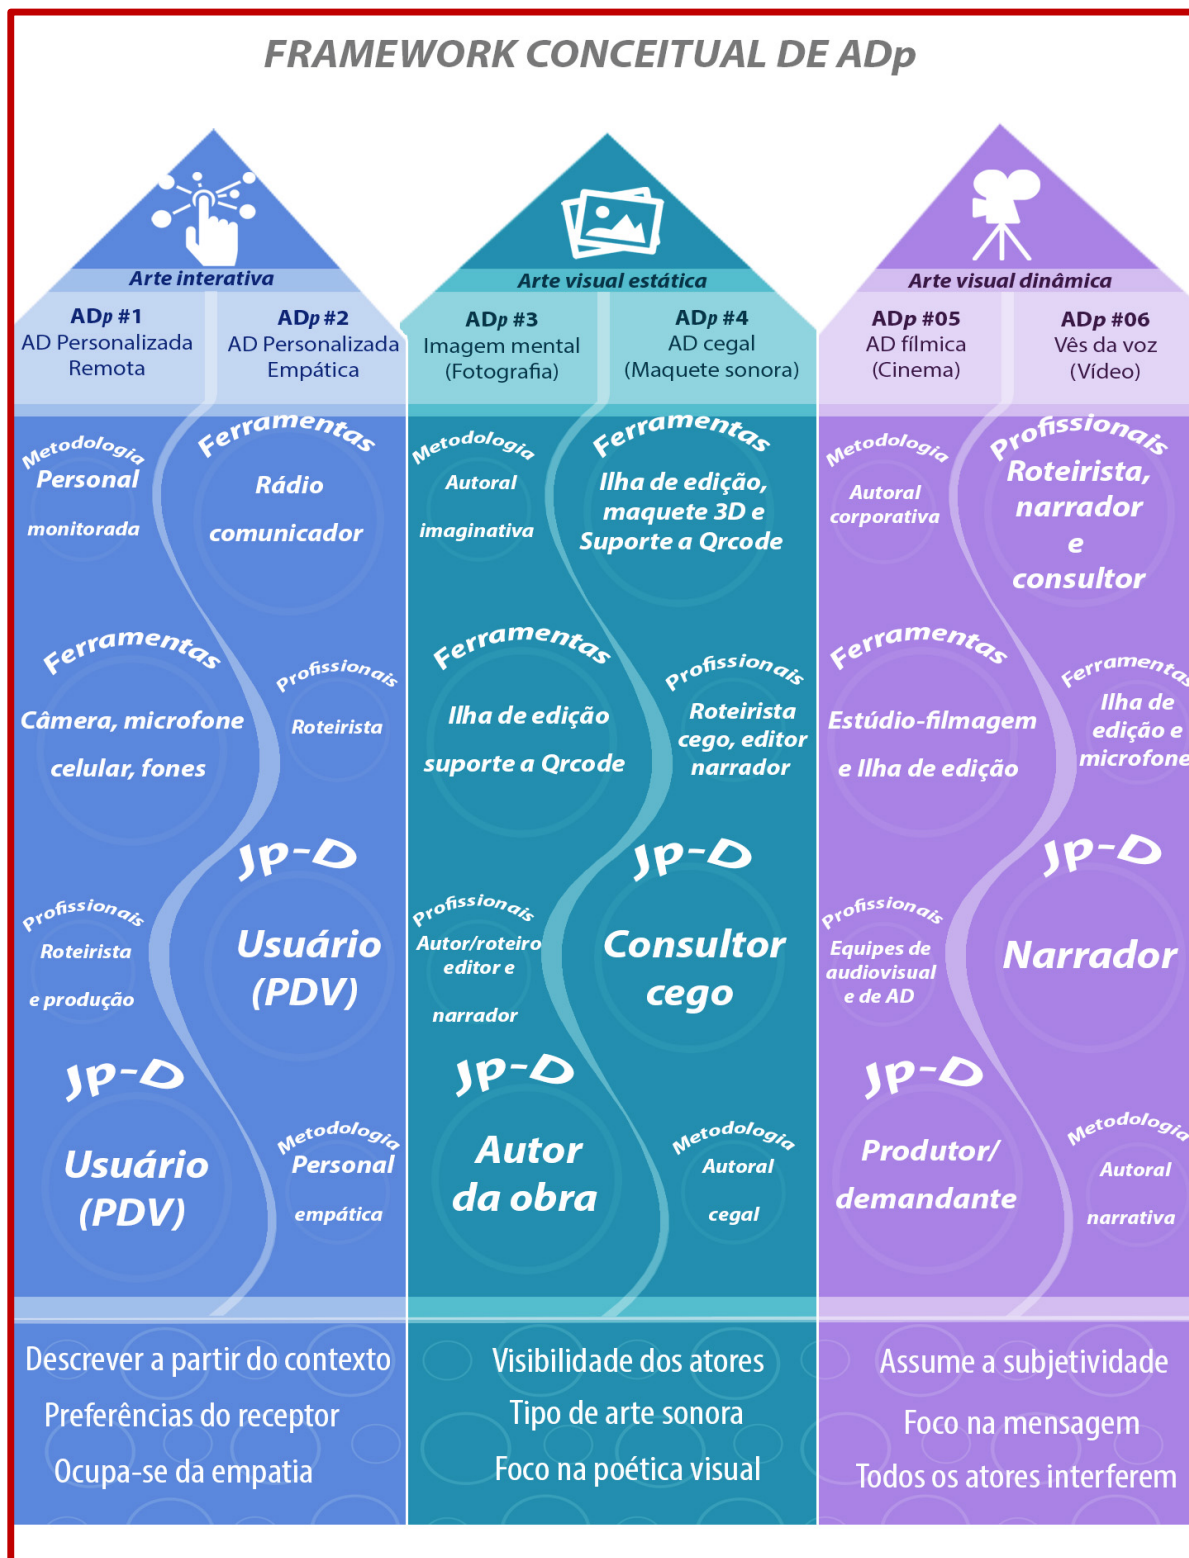 FRAMEWORK CONCEITUAL DE ADp
Arte interativa
ADp #1
AD Personalizada
Remota
ADp #2
AD Personalizada
Empática
Metodologia
Personal
monitorada
Ferramentas
Rádio
comunicador
Ferramentas
Câmera, microfone
celular, fones
Profissionais
Roteirista
Profissionais
Roteirista
e produção
Jp-D
Usuário
(PDV)
Jp-D
Usuário
(PDV)
Metodologia
Personal
empática
Descrever a partir do contexto
Preferências do receptor
Ocupa-se da empatia
Arte visual estática
ADp #3
Imagem mental
(Fotografia)
ADp #4
AD cegal
(Maquete sonora)
Metodologia
Autoral
imaginativa
Ferramentas
Ilha de edição,
maquete 3D e
Suporte a Qrcode
Ferramentas
Ilha de edição
suporte a Qrcode
Profissionais
Roteirista
cego, editor
narrador
Profissionais
Autor/roteiro
editor e
narrador
Jp-D
Consultor
cego
Jp-D
Autor
da obra
Metodologia
Autoral
cegal
Visibilidade dos atores
Tipo de arte sonora
Foco na poética visual
Arte visual dinâmica
ADp #05
AD fílmica
(Cinema)
ADp #06
Vês da voz
(Vídeo)
Metodologia
Autoral
corporativa
Profissionais
Roteirista,
narrador
e
consultor
Ferramentas
Estúdio-filmagem
e Ilha de edição
Ferramentas
Ilha de
edição e
microfone
Profissionais
Equipes de
audiovisual
e de AD
Jp-D
Narrador
Jp-D
Produtor/
demandante
Metodologia
Autoral
narrativa
Assume a subjetividade
Foco na mensagem
Todos os atores interferem